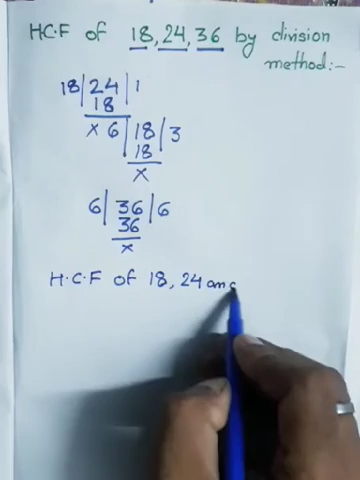 H.C.F of 18, 24, 36 by division
method:-
18|24|1
18
x 6|18|3
18
x
6|36|6
36
x
H.C.F of 18, 24 an